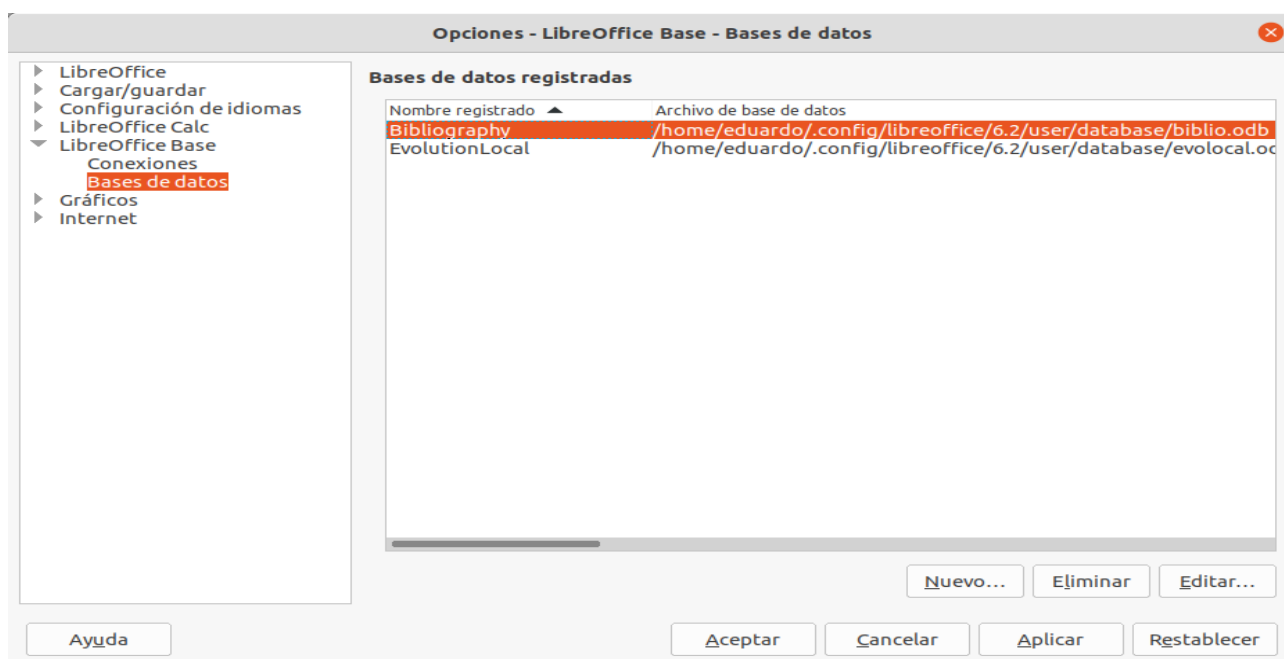 Opciones - LibreOffice Base - Bases de datos
LibreOffice
Cargar/guardar
Configuración de idiomas
LibreOffice Calc
LibreOffice Base
Conexiones
Bases de datos
Gráficos
Internet
Bases de datos registradas
Nombre registrado Archivo de base de datos
Bibliography /home/eduardo/.config/libreoffice/6.2/user/database/biblio.odb
EvolutionLocal /home/eduardo/.config/libreoffice/6.2/user/database/evolocal.od
Nuevo... Eliminar Editar...
Ayuda Aceptar Cancelar Aplicar Restablecer